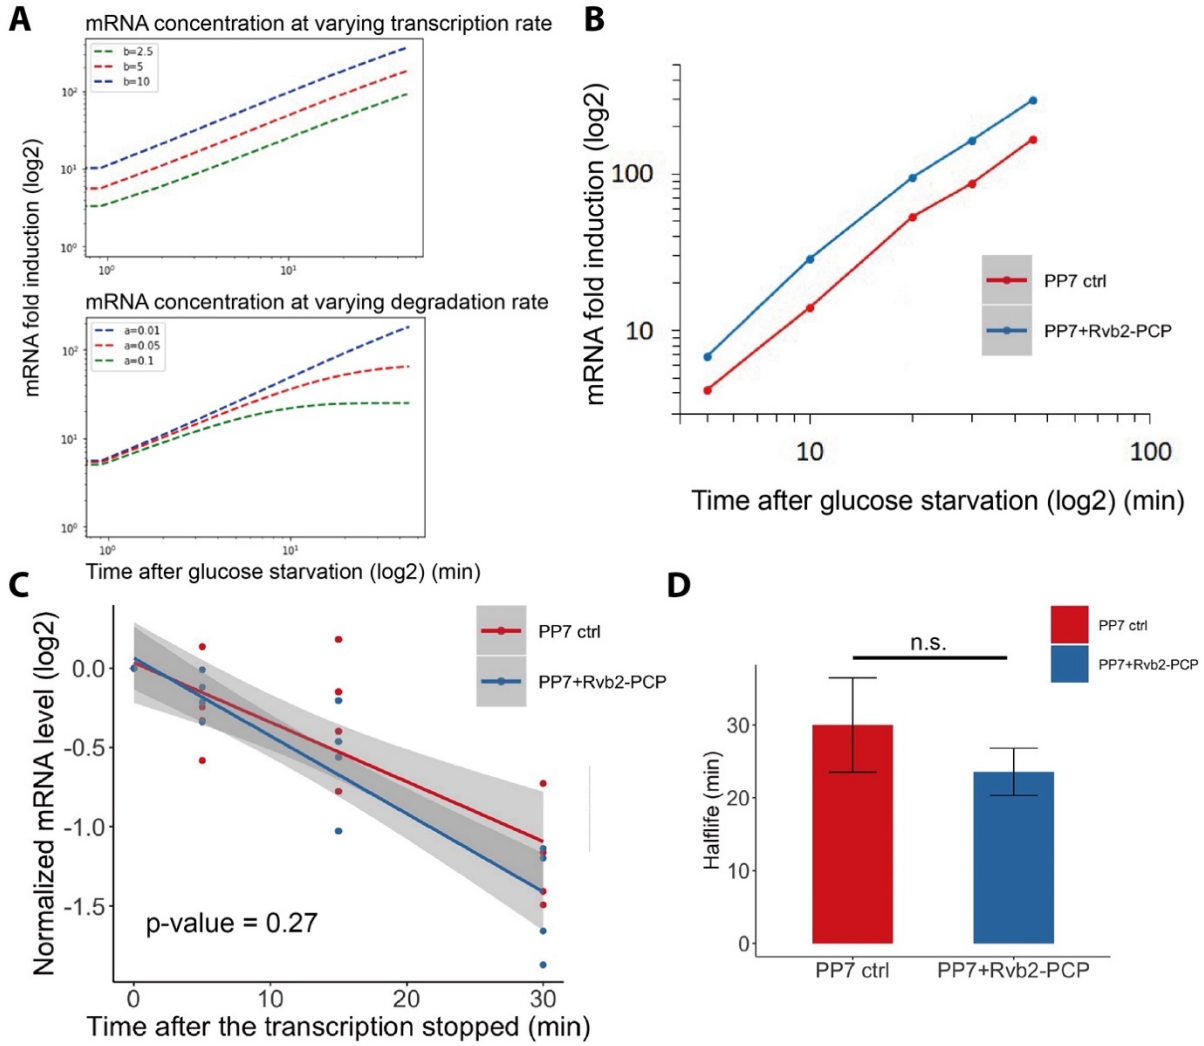 A
mRNA concentration at varying transcription rate
b=2.5
b=5
b=10
10²
10¹
10⁰
10⁰
10¹
mRNA concentration at varying degradation rate
a=0.01
a=0.05
a=0.1
10²
10¹
10⁰
10⁰
10¹
mRNA fold induction (log2)
Time after glucose starvation (log2) (min)
B
mRNA fold induction (log2)
100
10
PP7 ctrl
PP7+Rvb2-PCP
10
100
Time after glucose starvation (log2) (min)
C
Normalized mRNA level (log2)
0.0
-0.5
-1.0
-1.5
PP7 ctrl
PP7+Rvb2-PCP
p-value = 0.27
0
10
20
30
Time after the transcription stopped (min)
D
PP7 ctrl
PP7+Rvb2-PCP
n.s.
Halflife (min)
30
20
10
0
PP7 ctrl
PP7+Rvb2-PCP